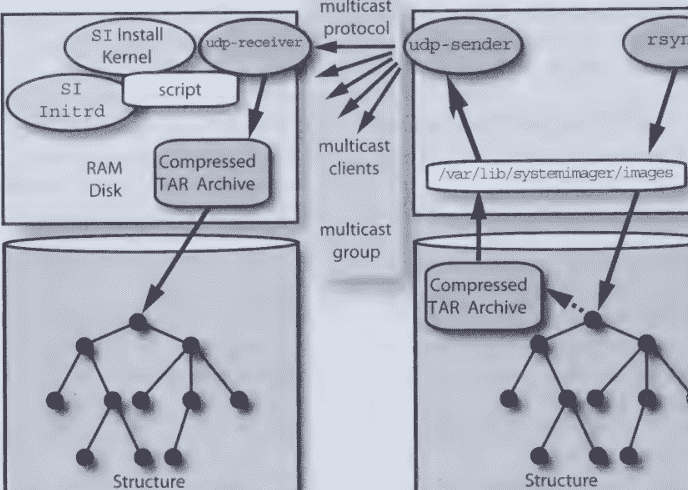 SI Install
Kernel
SI
Initrd
script
udp-receiver
RAM
Disk
Compressed
TAR Archive
Structure
multicast
protocol
multicast
clients
multicast
group
udp-sender
rsyn
/var/lib/systemimager/images
Compressed
TAR Archive
Structure